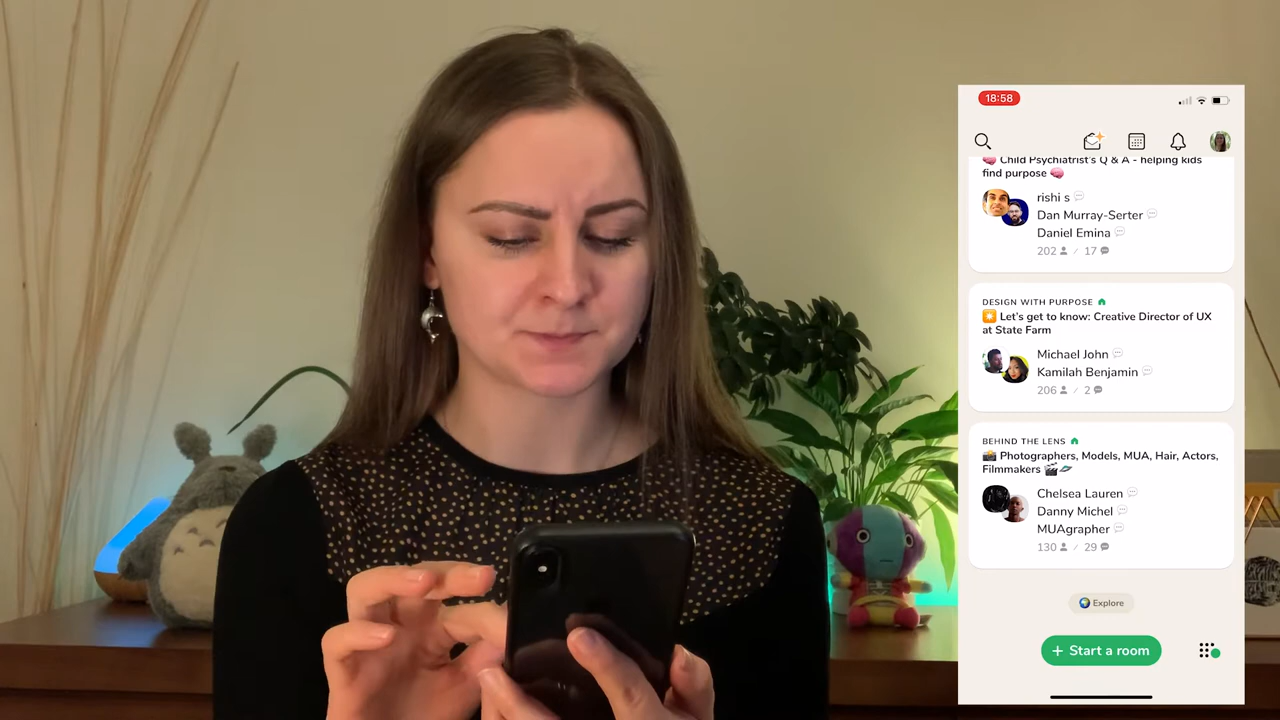 18:58
🧠 Child Psychiatrist's Q & A - helping kids
find purpose 🧠
rishi s
Dan Murray-Serter
Daniel Emina
202 / 17
DESIGN WITH PURPOSE
Let's get to know: Creative Director of UX
at State Farm
Michael John
Kamilah Benjamin
206 / 2
BEHIND THE LENS
📸 Photographers, Models, MUA, Hair, Actors,
Filmmakers 🎬
Chelsea Lauren
Danny Michel
MUAgrapher
130 / 29
Explore
+ Start a room